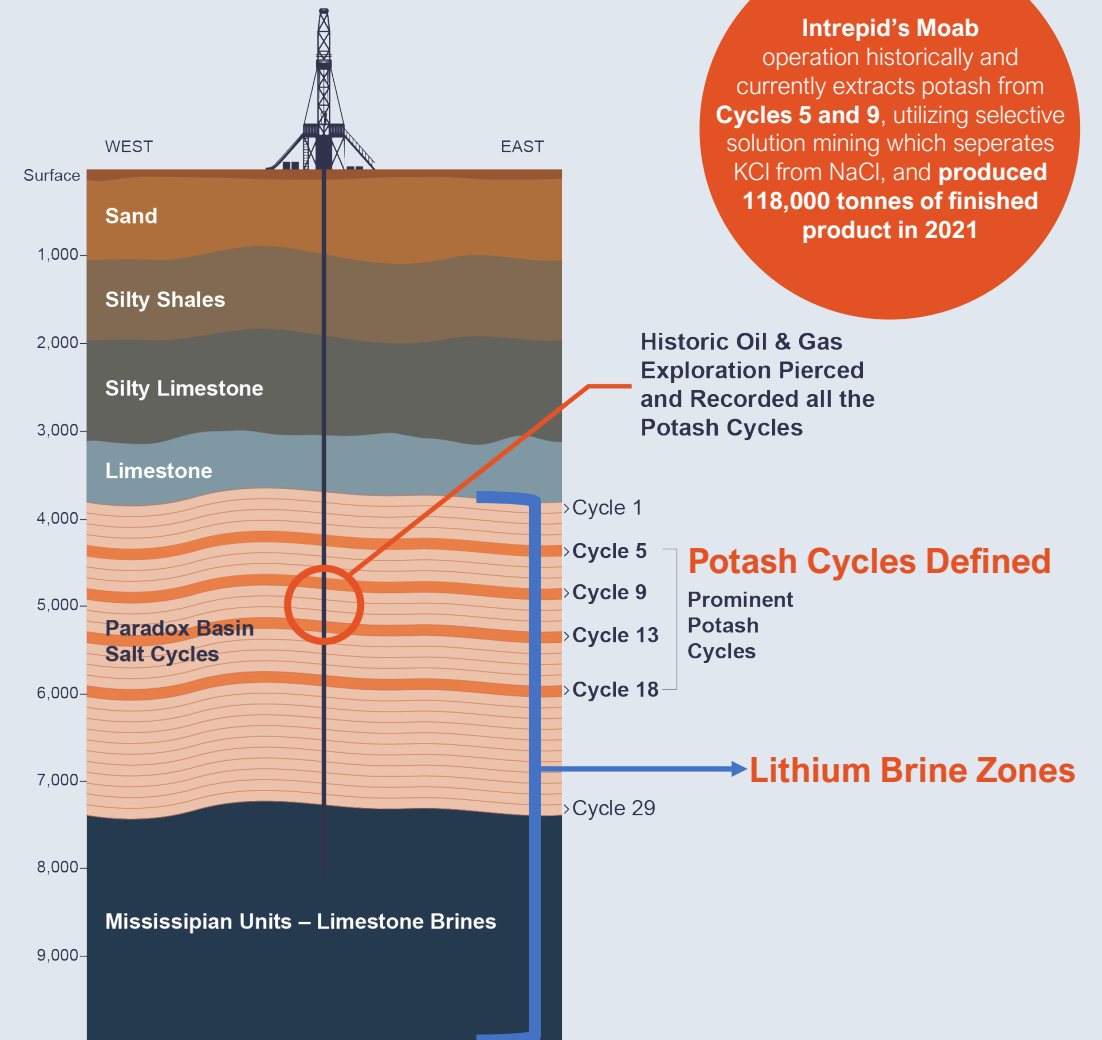 Intrepid's Moab
operation historically and
currently extracts potash from
Cycles 5 and 9, utilizing selective
solution mining which seperates
KCl from NaCl, and produced
118,000 tonnes of finished
product in 2021
WEST
EAST
Surface
Sand
1,000
Silty Shales
2,000
Silty Limestone
3,000
Limestone
4,000
5,000
Paradox Basin
Salt Cycles
6,000
7,000
8,000
Mississipian Units – Limestone Brines
9,000
Historic Oil & Gas
Exploration Pierced
and Recorded all the
Potash Cycles
Cycle 1
Cycle 5
Cycle 9
Cycle 13
Cycle 18
Potash Cycles Defined
Prominent
Potash
Cycles
Lithium Brine Zones
Cycle 29